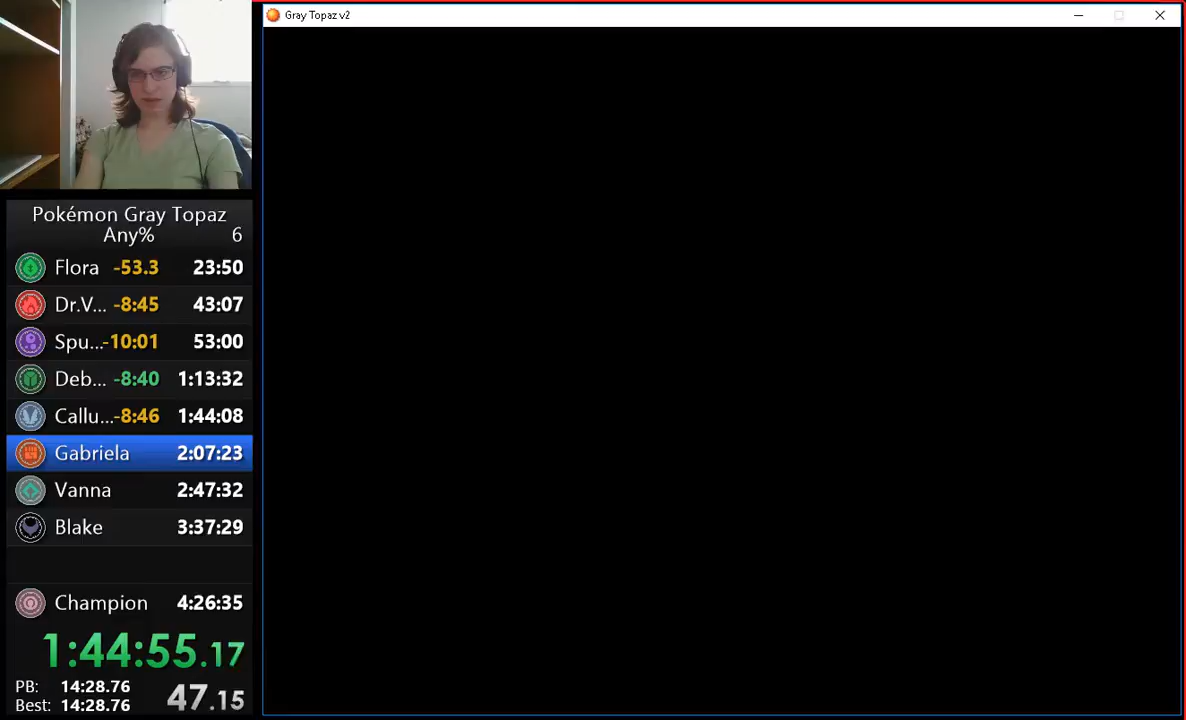 Gray Topaz v2
Pokémon Gray Topaz
Any% 6
Flora -53.3 23:50
Dr.V... -8:45 43:07
Spu... -10:01 53:00
Deb... -8:40 1:13:32
Callu... -8:46 1:44:08
Gabriela 2:07:23
Vanna 2:47:32
Blake 3:37:29
Champion 4:26:35
1:44:55.17
PB: 14:28.76
Best: 14:28.76
47.15